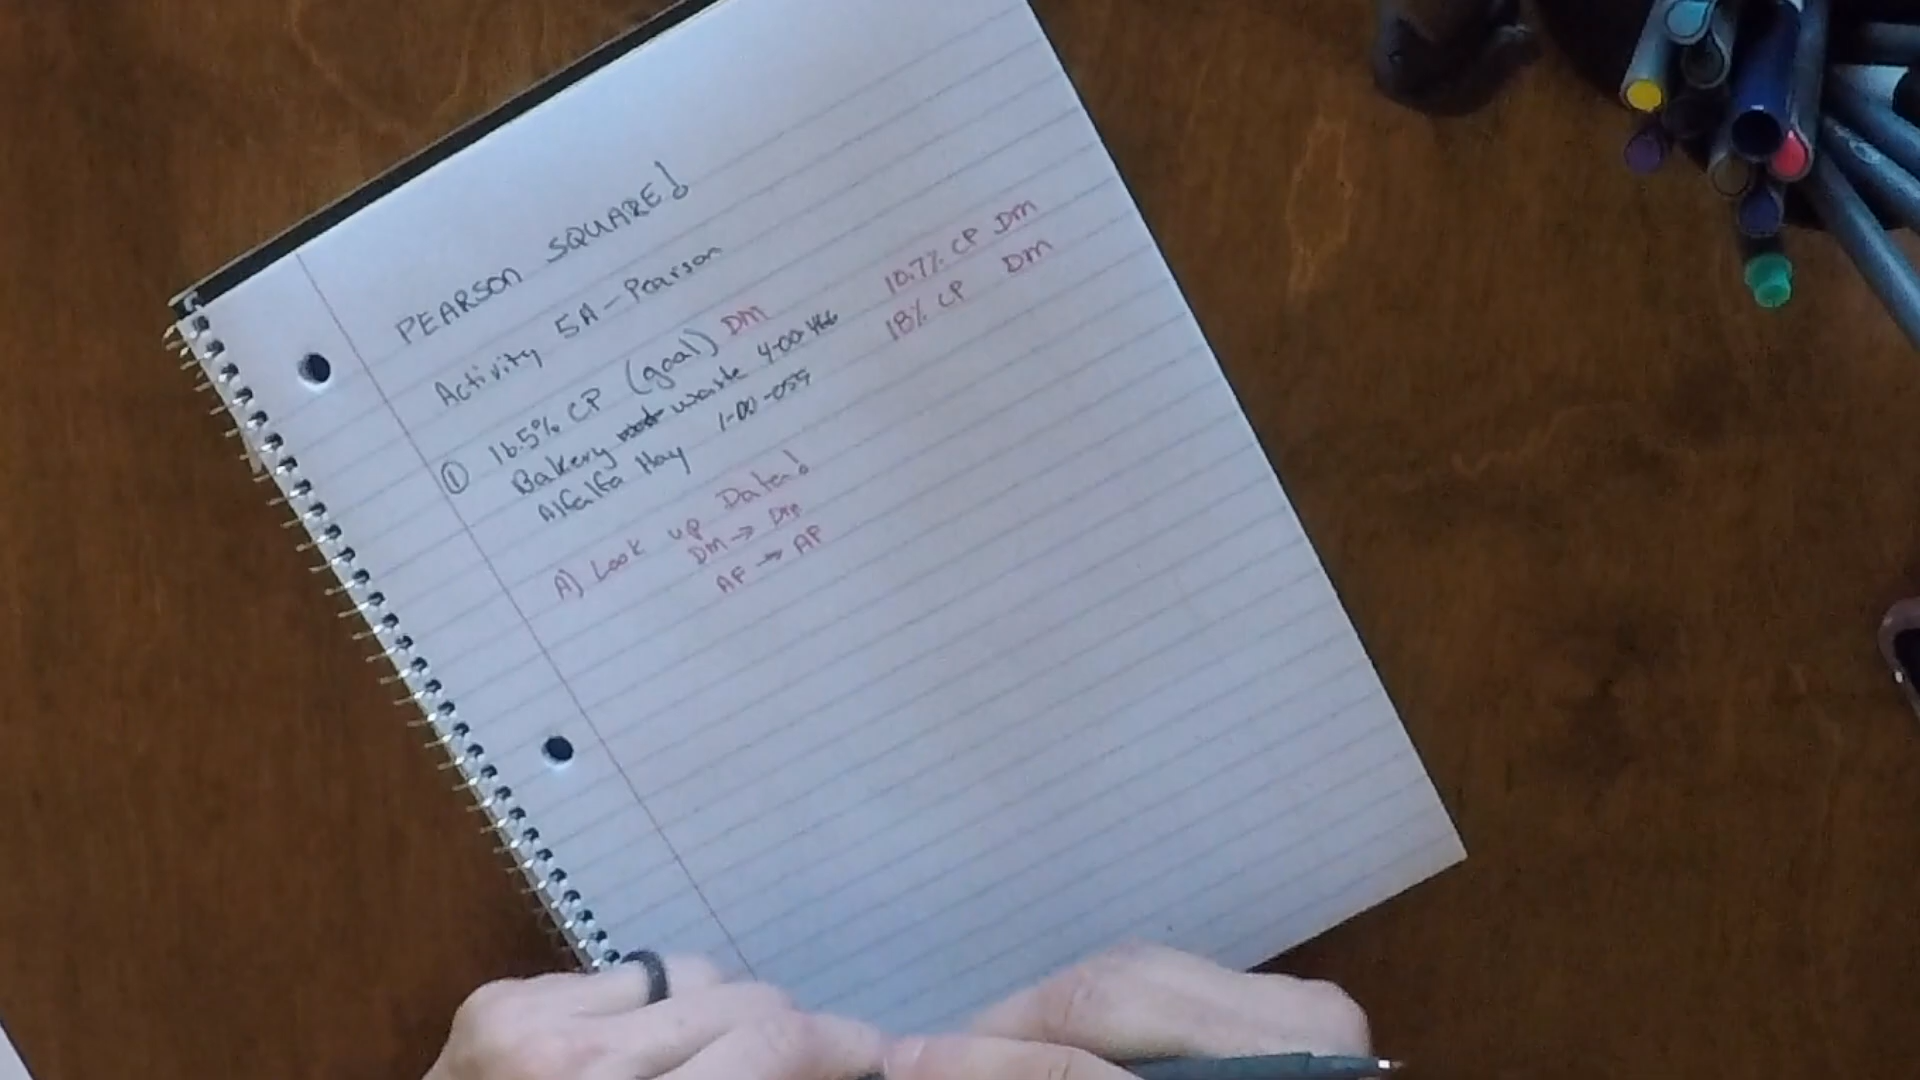 PEARSON SQUARE!
Activity 5A - Pearson
① 16.5% CP (goal) DM
Bakery waste 4-00-466 10.7% CP DM
Alfalfa Hay 1-00-059 18% CP DM
A) Look up Data!
DM → DM
AF → AF